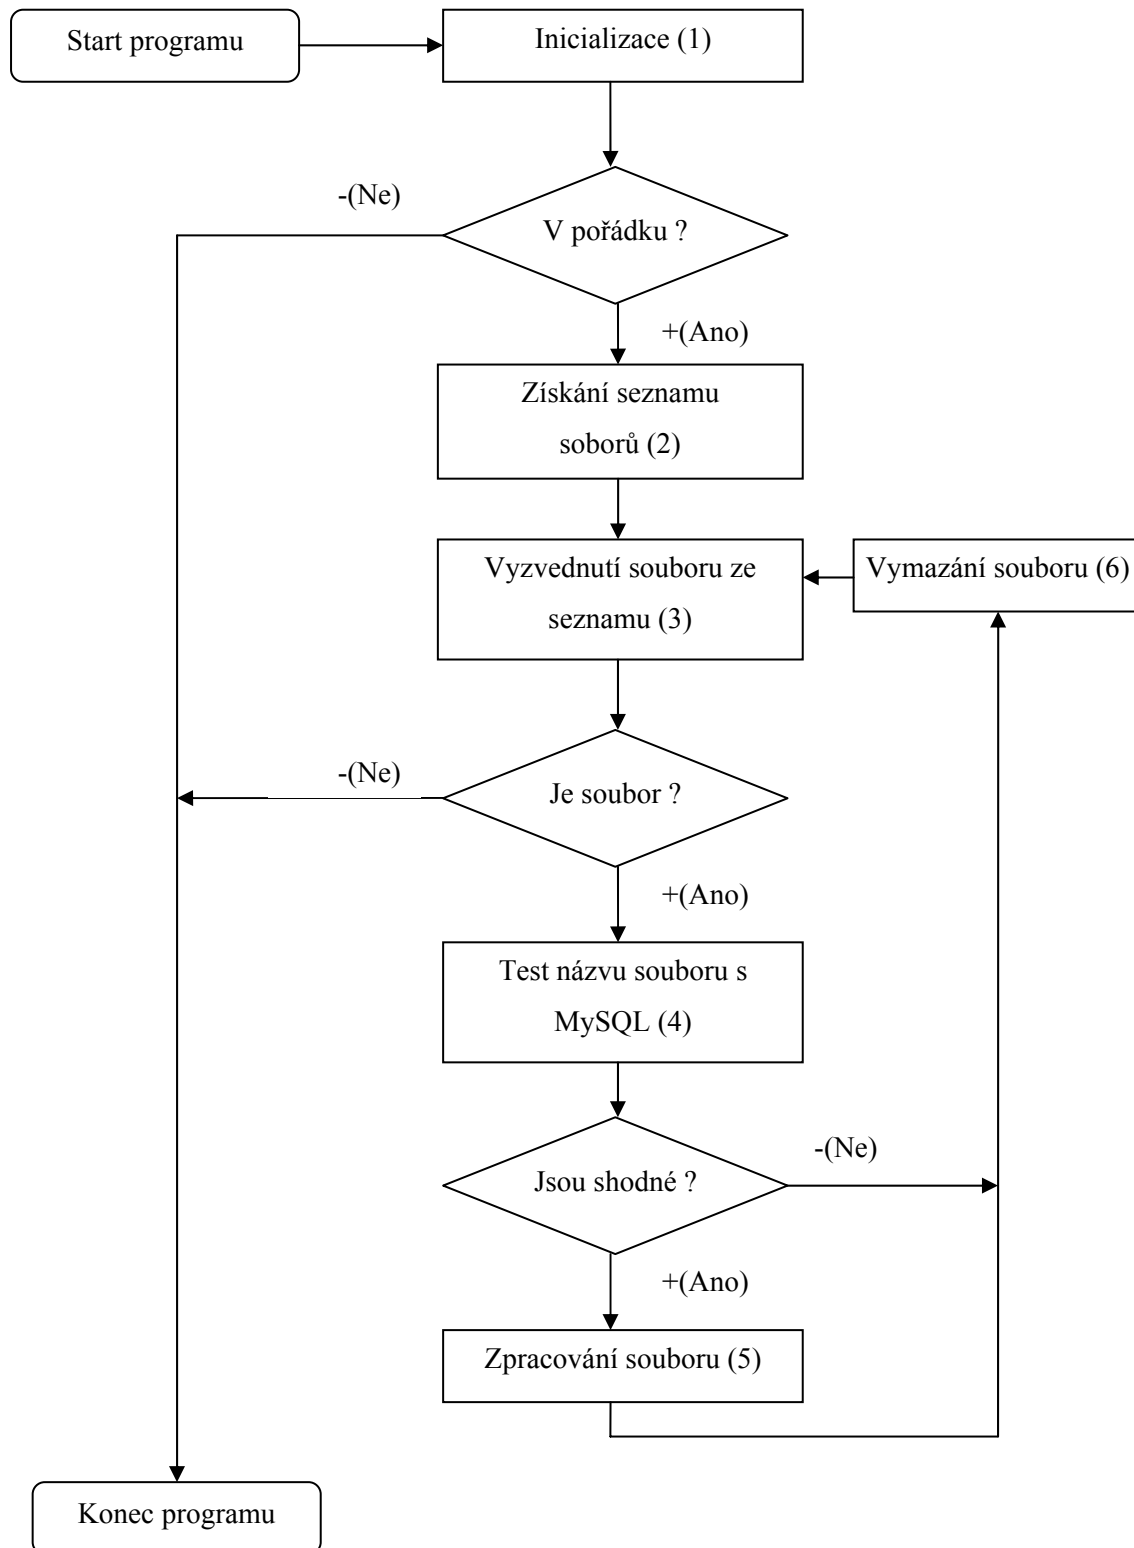 Start programu
Inicializace (1)
-(Ne)
V pořádku ?
+(Ano)
Získání seznamu
soborů (2)
Vyzvednutí souboru ze
seznamu (3)
Vymazání souboru (6)
-(Ne)
Je soubor ?
+(Ano)
Test názvu souboru s
MySQL (4)
-(Ne)
Jsou shodné ?
+(Ano)
Zpracování souboru (5)
Konec programu